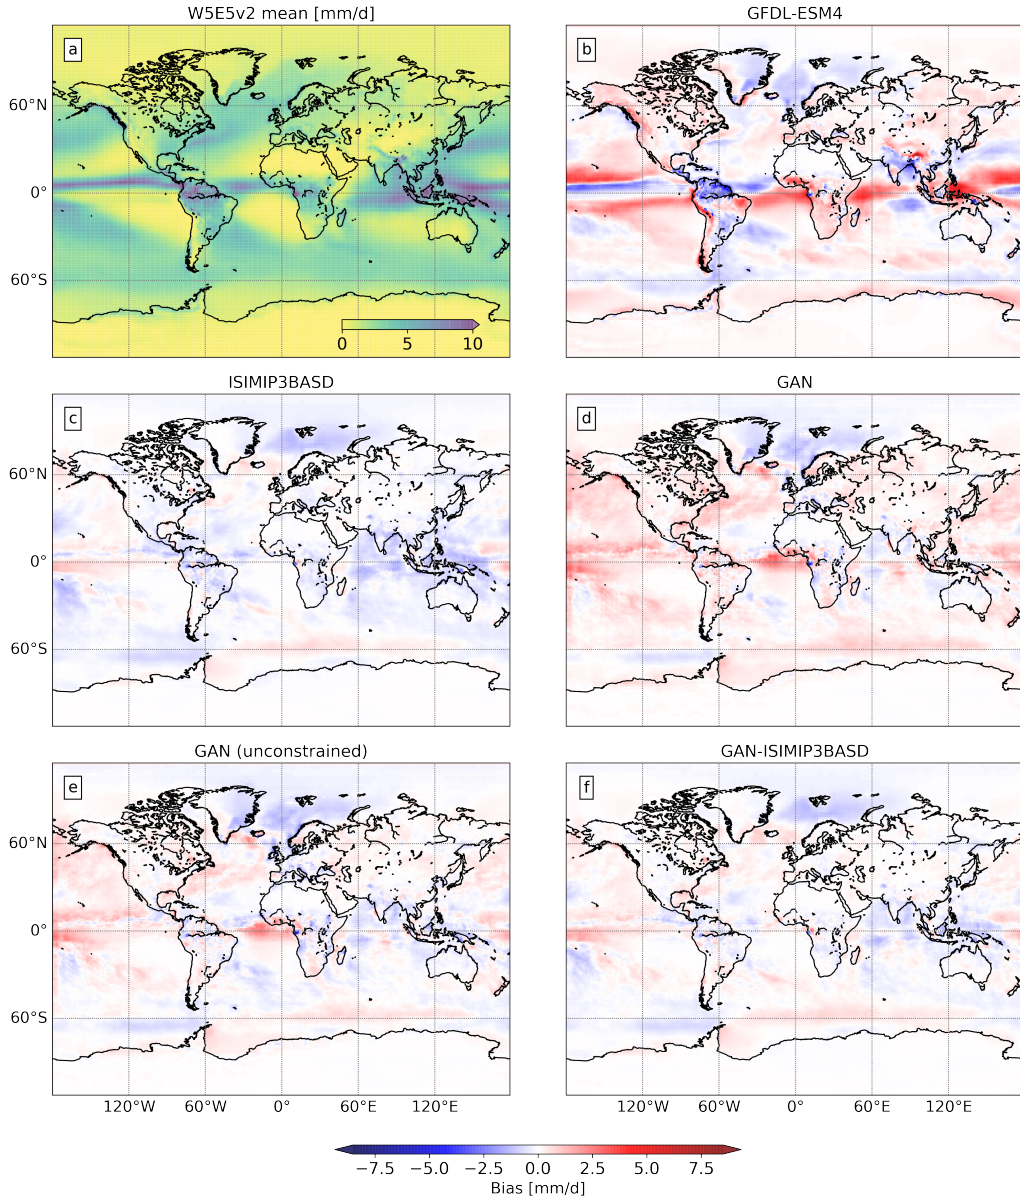 W5E5v2 mean [mm/d]
GFDL-ESM4
a
b
60°N
0°
60°S
0 5 10
ISIMIP3BASD
GAN
c
d
60°N
0°
60°S
GAN (unconstrained)
GAN-ISIMIP3BASD
e
f
60°N
0°
60°S
120°W 60°W 0° 60°E 120°E
120°W 60°W 0° 60°E 120°E
−7.5 −5.0 −2.5 0.0 2.5 5.0 7.5
Bias [mm/d]